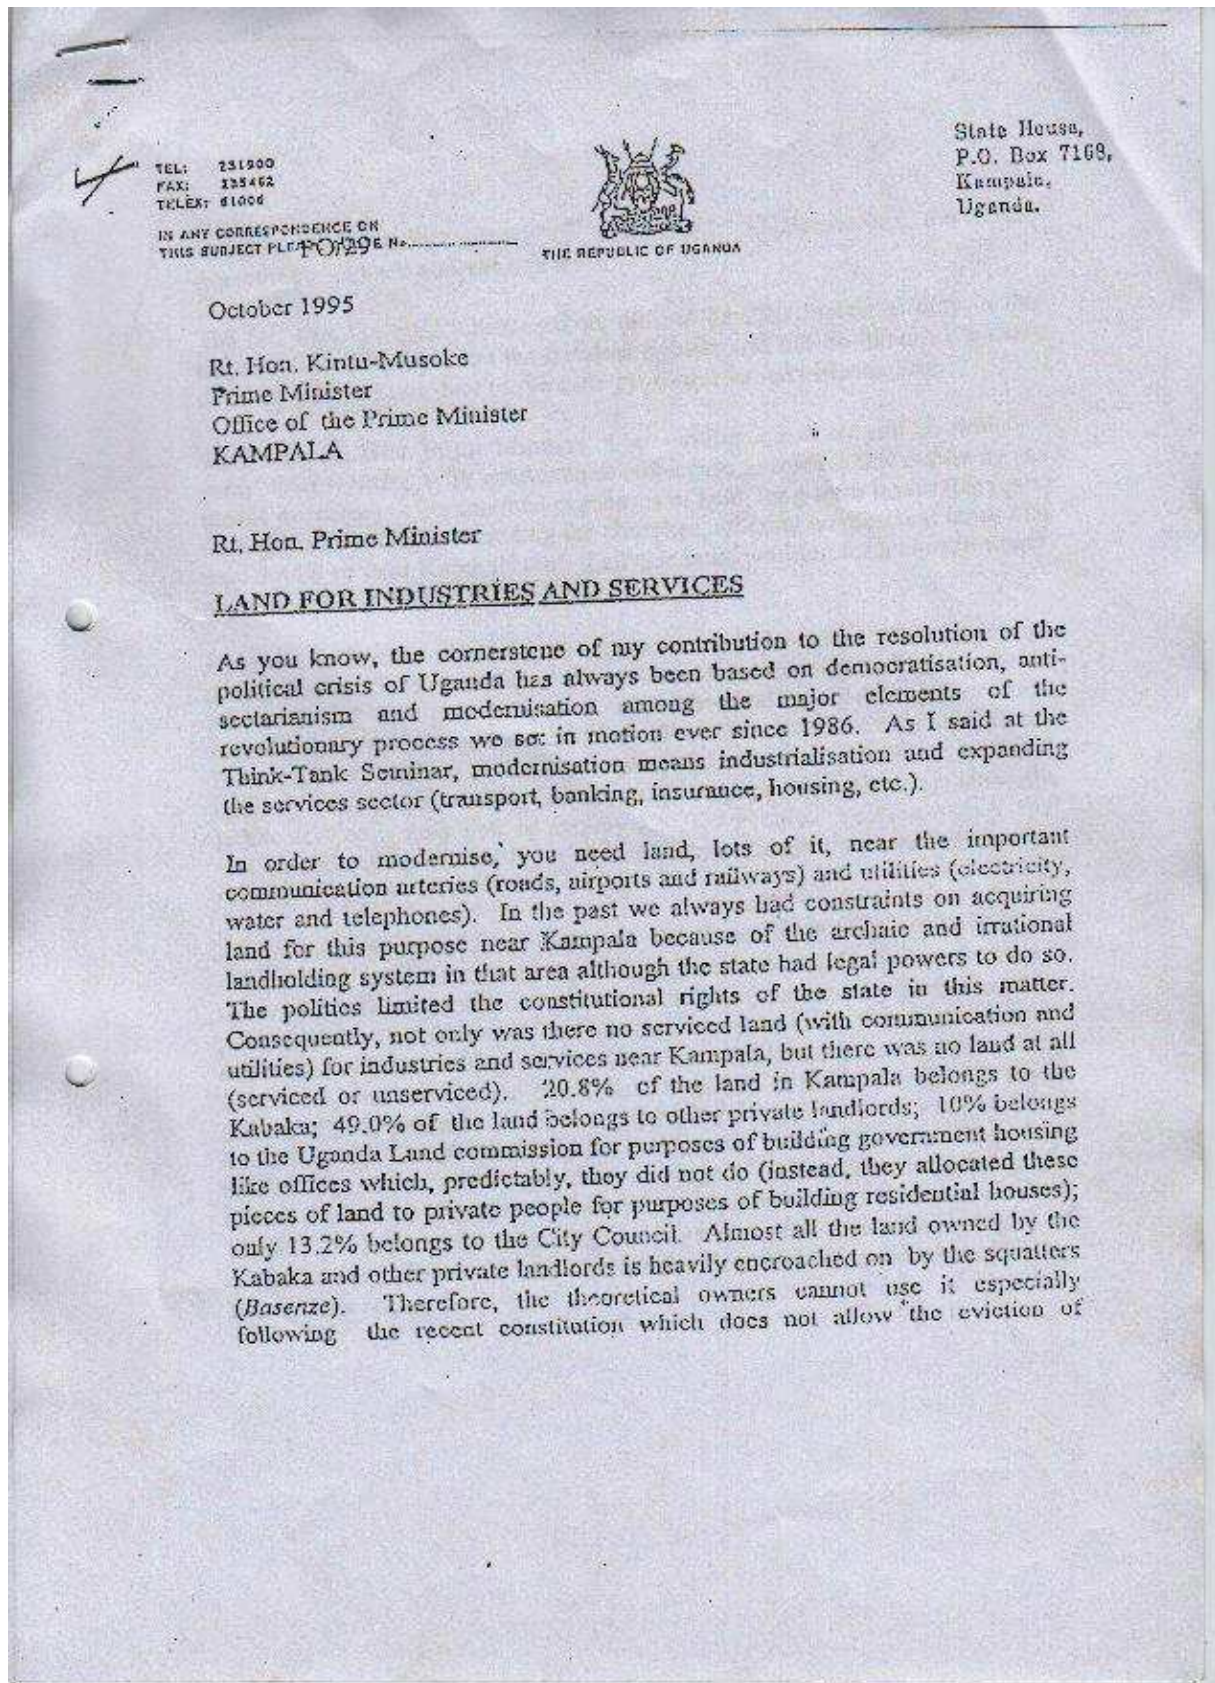 State House,
P.O. Box 7168,
Kampala,
Uganda.
TEL: 231900
FAX: 235462
TELEX: 61006
IN ANY CORRESPONDENCE ON
THIS SUBJECT No.
PO/29
THE REPUBLIC OF UGANDA
October 1995
Rt. Hon. Kintu-Musoke
Prime Minister
Office of the Prime Minister
KAMPALA
Rt. Hon. Prime Minister
LAND FOR INDUSTRIES AND SERVICES
As you know, the cornerstone of my contribution to the resolution of the
political crisis of Uganda has always been based on democratisation, anti-
sectarianism and modernisation among the major elements of the
revolutionary process we set in motion ever since 1986. As I said at the
Think-Tank Seminar, modernisation means industrialisation and expanding
the services sector (transport, banking, insurance, housing, etc.).
In order to modernise, you need land, lots of it, near the important
communication arteries (roads, airports and railways) and utilities (electricity,
water and telephones). In the past we always had constraints on acquiring
land for this purpose near Kampala because of the archaic and irrational
landholding system in that area although the state had legal powers to do so.
The politics limited the constitutional rights of the state in this matter.
Consequently, not only was there no serviced land (with communication and
utilities) for industries and services near Kampala, but there was no land at all
(serviced or unserviced). 20.8% of the land in Kampala belongs to the
Kabaka; 49.0% of the land belongs to other private landlords; 10% belongs
to the Uganda Land commission for purposes of building government housing
like offices which, predictably, they did not do (instead, they allocated these
pieces of land to private people for purposes of building residential houses);
only 13.2% belongs to the City Council. Almost all the land owned by the
Kabaka and other private landlords is heavily encroached on by the squatters
(Basenze). Therefore, the theoretical owners cannot use it especially
following the recent constitution which does not allow the eviction of